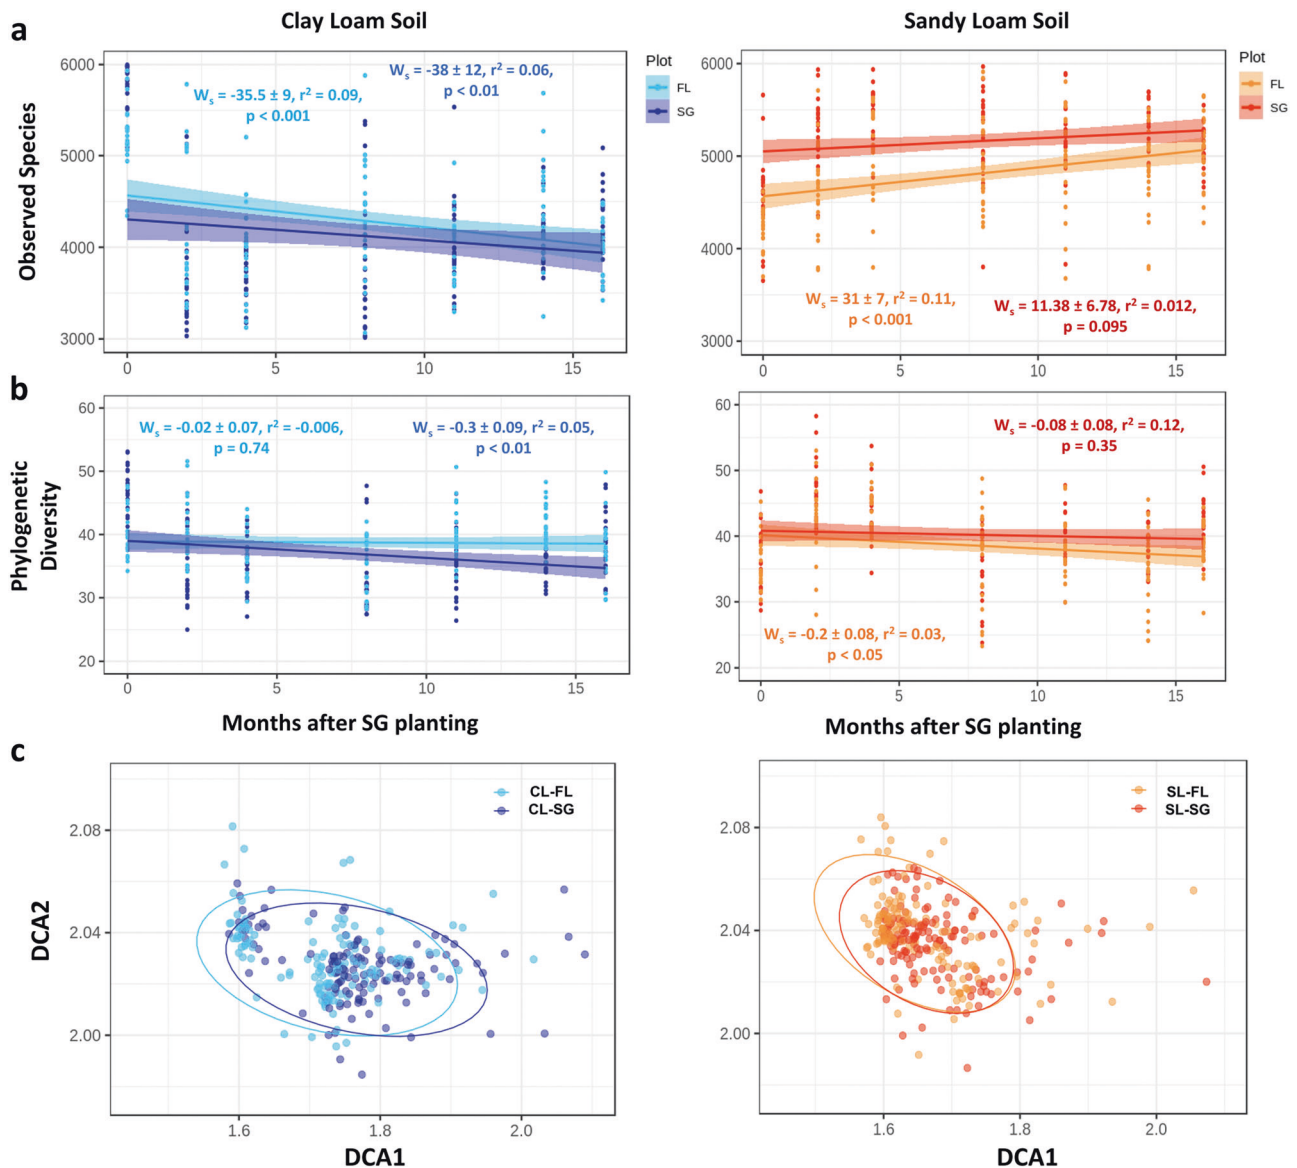 a
Clay Loam Soil
Sandy Loam Soil
Observed Species
6000
5000
4000
3000
0
5
10
15
Wₛ = -35.5 ± 9, r² = 0.09,
p < 0.001
Wₛ = -38 ± 12, r² = 0.06,
p < 0.01
Plot
FL
SG
6000
5000
4000
3000
0
5
10
15
Wₛ = 31 ± 7, r² = 0.11,
p < 0.001
Wₛ = 11.38 ± 6.78, r² = 0.012,
p = 0.095
Plot
FL
SG
b
Phylogenetic
Diversity
60
50
40
30
20
0
5
10
15
Wₛ = -0.02 ± 0.07, r² = -0.006,
p = 0.74
Wₛ = -0.3 ± 0.09, r² = 0.05,
p < 0.01
Months after SG planting
60
50
40
30
20
0
5
10
15
Wₛ = -0.08 ± 0.08, r² = 0.12,
p = 0.35
Wₛ = -0.2 ± 0.08, r² = 0.03,
p < 0.05
Months after SG planting
c
DCA2
2.08
2.04
2.00
1.6
1.8
2.0
CL-FL
CL-SG
DCA1
2.08
2.04
2.00
1.6
1.8
2.0
SL-FL
SL-SG
DCA1